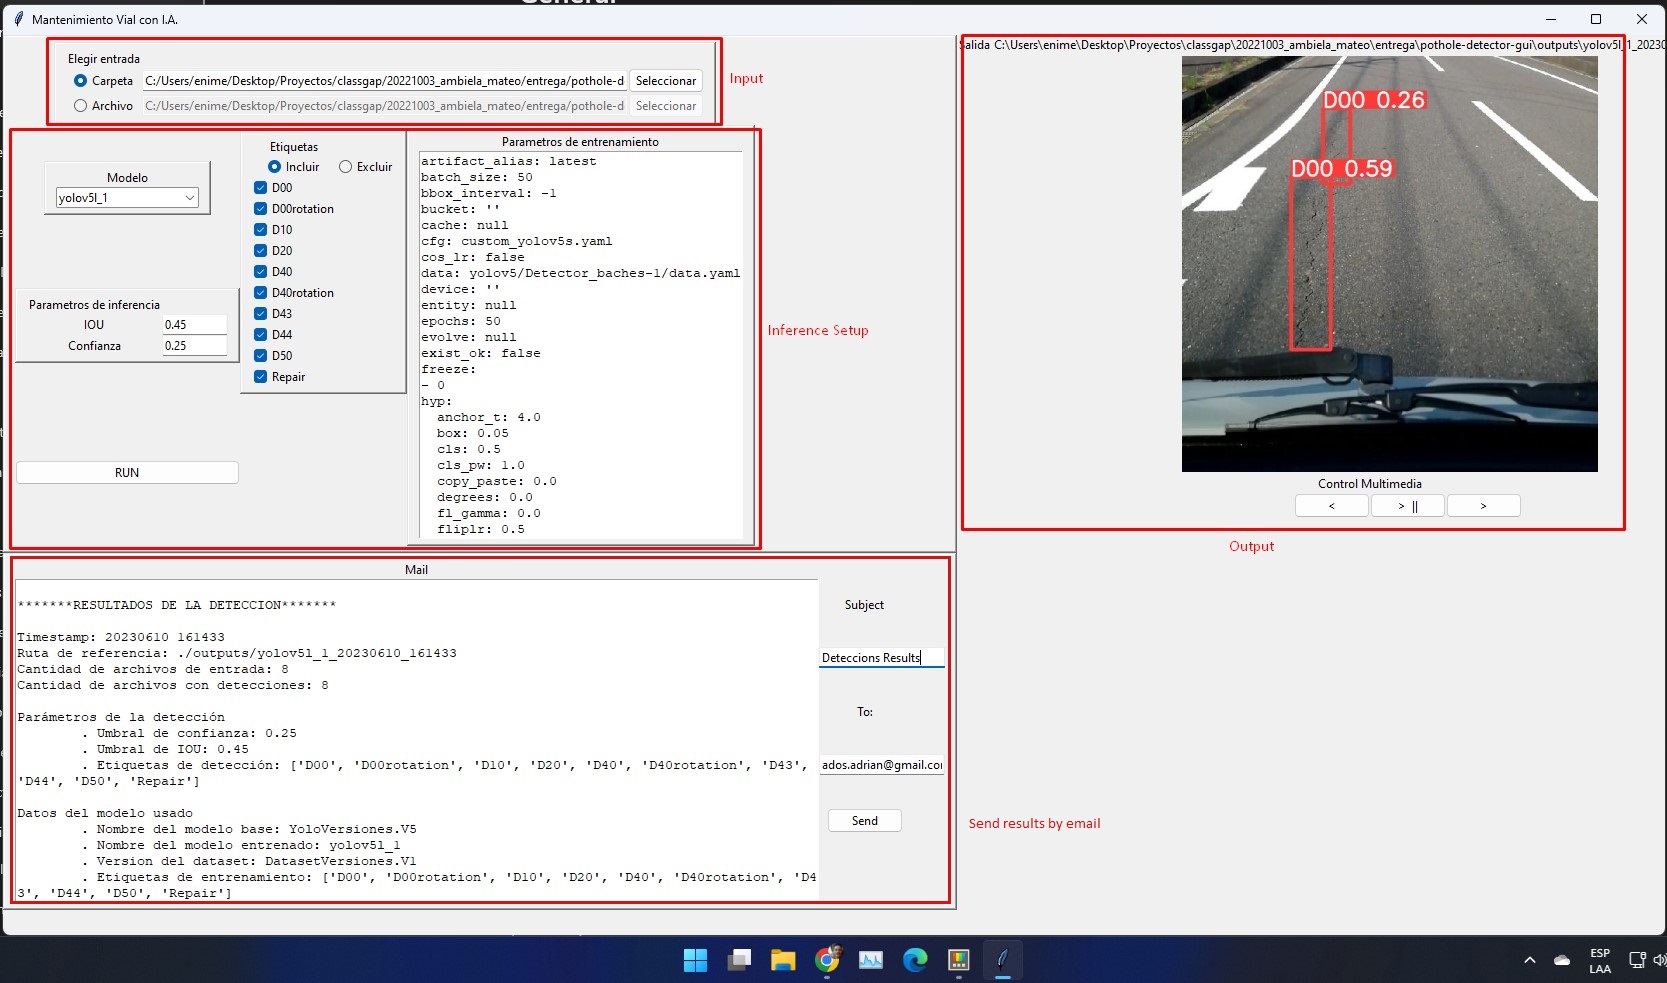 Mantenimiento Vial con I.A.
Elegir entrada
Carpeta C:/Users/enime/Desktop/Proyectos/classgap/20221003_ambiela_mateo/entrega/pothole-d Seleccionar
Archivo C:/Users/enime/Desktop/Proyectos/classgap/20221003_ambiela_mateo/entrega/pothole-d Seleccionar
Input
Modelo
yolov5l_1
Parametros de inferencia
IOU 0.45
Confianza 0.25
RUN
Etiquetas
Incluir Excluir
D00
D00rotation
D10
D20
D40
D40rotation
D43
D44
D50
Repair
Parametros de entrenamiento
artifact_alias: latest
batch_size: 50
bbox_interval: -1
bucket: ''
cache: null
cfg: custom_yolov5s.yaml
cos_lr: false
data: yolov5/Detector_baches-1/data.yaml
device: ''
entity: null
epochs: 50
evolve: null
exist_ok: false
freeze:
- 0
hyp:
anchor_t: 4.0
box: 0.05
cls: 0.5
cls_pw: 1.0
copy_paste: 0.0
degrees: 0.0
fl_gamma: 0.0
fliplr: 0.5
Inference Setup
Salida C:\Users\enime\Desktop\Proyectos\classgap\20221003_ambiela_mateo\entrega\pothole-detector-gui\outputs\yolov5l_1_20230
D00 0.26
D00 0.59
Control Multimedia
< > || >
Output
Mail
*******RESULTADOS DE LA DETECCION*******
Timestamp: 20230610_161433
Ruta de referencia: ./outputs/yolov5l_1_20230610_161433
Cantidad de archivos de entrada: 8
Cantidad de archivos con detecciones: 8
Parámetros de la detección
. Umbral de confianza: 0.25
. Umbral de IOU: 0.45
. Etiquetas de detección: ['D00', 'D00rotation', 'D10', 'D20', 'D40', 'D40rotation', 'D43',
'D44', 'D50', 'Repair']
Datos del modelo usado
. Nombre del modelo base: YoloVersiones.V5
. Nombre del modelo entrenado: yolov5l_1
. Version del dataset: DatasetVersiones.V1
. Etiquetas de entrenamiento: ['D00', 'D00rotation', 'D10', 'D20', 'D40', 'D40rotation', 'D4
3', 'D44', 'D50', 'Repair']
Subject
Deteccions Results
To:
ados.adrian@gmail.co
Send
Send results by email
ESP
LAA